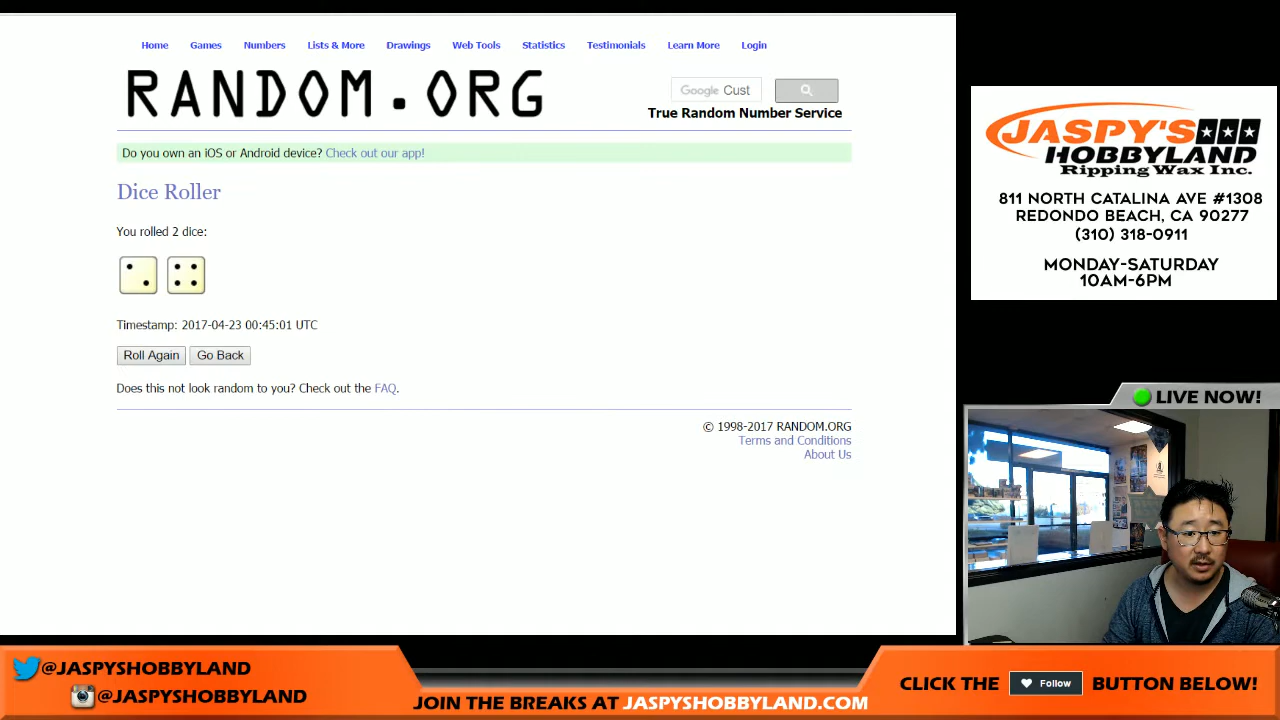 Home Games Numbers Lists & More Drawings Web Tools Statistics Testimonials Learn More Login
RANDOM.ORG
Google Cust
True Random Number Service
Do you own an iOS or Android device? Check out our app!
Dice Roller
You rolled 2 dice:
Timestamp: 2017-04-23 00:45:01 UTC
Roll Again Go Back
Does this not look random to you? Check out the FAQ.
© 1998-2017 RANDOM.ORG
Terms and Conditions
About Us
JASPY'S
HOBBYLAND
Ripping Wax Inc.
811 NORTH CATALINA AVE #1308
REDONDO BEACH, CA 90277
(310) 318-0911
MONDAY-SATURDAY
10AM-6PM
LIVE NOW!
@JASPYSHOBBYLAND
@JASPYSHOBBYLAND
JOIN THE BREAKS AT JASPYSHOBBYLAND.COM
CLICK THE Follow BUTTON BELOW!